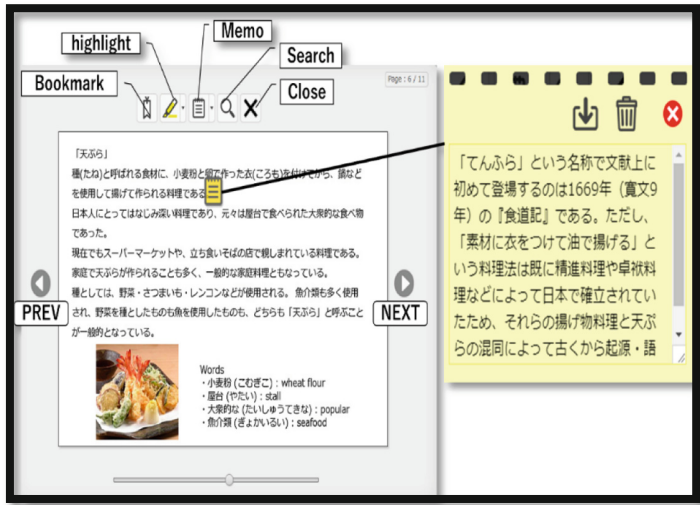 Memo
highlight
Search
Bookmark
Close
Page : 6 / 11
「天ぷら」
種(たね)と呼ばれる食材に、小麦粉と卵で作った衣(ころも)を付けてから、鍋など
を使用して揚げて作られる料理である
日本人にとってはなじみ深い料理であり、元々は屋台で食べられた大衆的な食べ物
であった。
現在でもスーパーマーケットや、立ち食いそばの店で親しまれている料理である。
家庭で天ぷらが作られることも多く、一般的な家庭料理ともなっている。
種としては、野菜・さつまいも・レンコンなどが使用される。 魚介類も多く使用
され、野菜を種としたものも魚を使用したものも、どちらも「天ぷら」と呼ぶこと
が一般的となっている。
PREV
NEXT
Words
・小麦粉 (こむぎこ) : wheat flour
・屋台 (やたい) : stall
・大衆的な (たいしゅうてきな) : popular
・魚介類 (ぎょかいるい) : seafood
「てんぷら」という名称で文献上に
初めて登場するのは1669年（寛文9
年）の『食道記』である。ただし、
「素材に衣をつけて油で揚げる」と
いう料理法は既に精進料理や卓袱料
理などによって日本で確立されてい
たため、それらの揚げ物料理と天ぷ
らの混同によって古くから起源・語